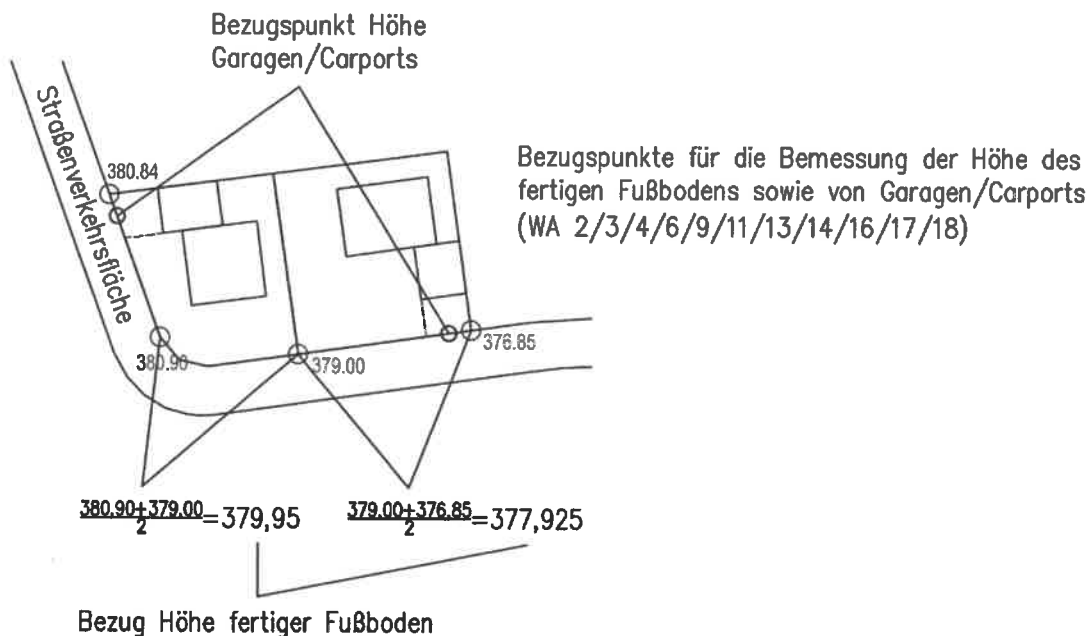 Bezugspunkt Höhe
Garagen/Carports
Straßenverkehrsfläche
380.84
Bezugspunkte für die Bemessung der Höhe des
fertigen Fußbodens sowie von Garagen/Carports
(WA 2/3/4/6/9/11/13/14/16/17/18)
380.90
379.00
376.85
380,90+379.00
2
=379,95
379.00+376.85
2
=377,925
Bezug Höhe fertiger Fußboden